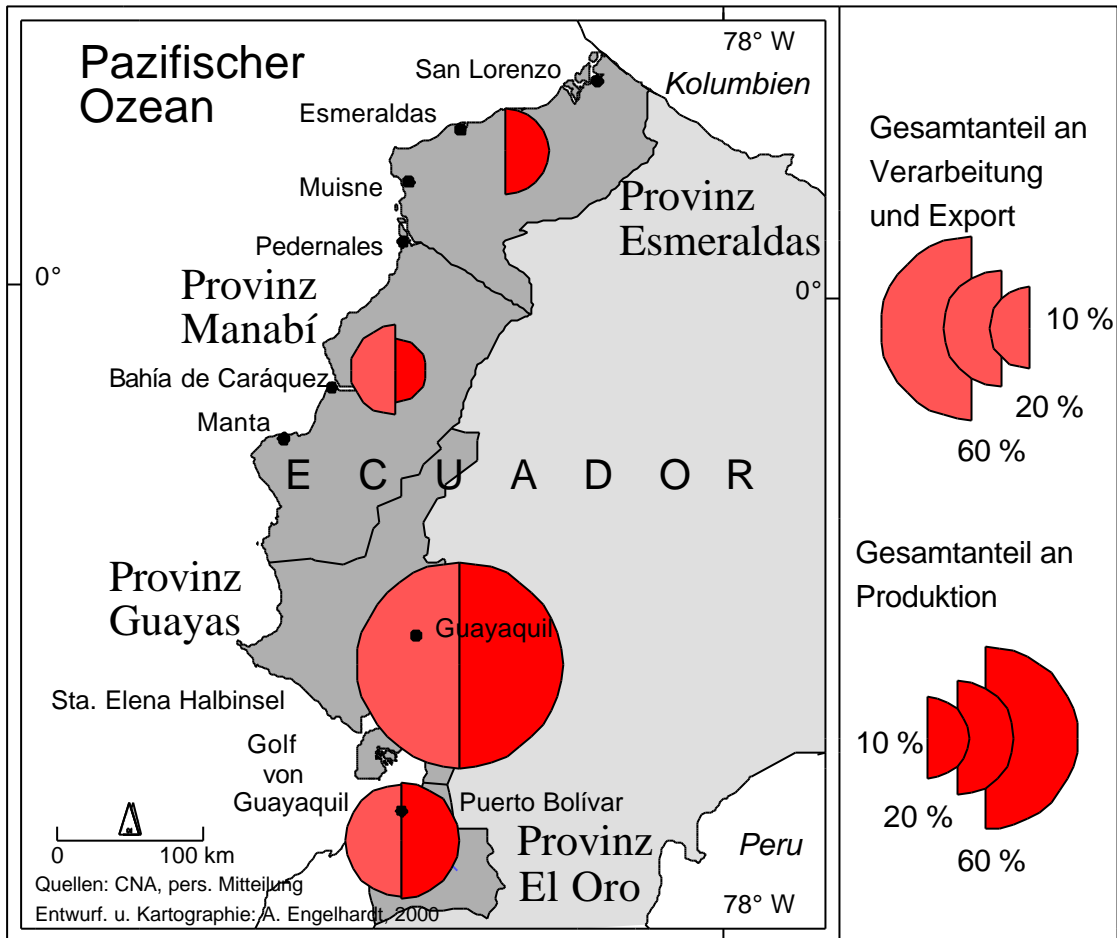 Pazifischer
Ozean
78° W
San Lorenzo
Kolumbien
Esmeraldas
Muisne
Provinz
Esmeraldas
Pedernales
0°
0°
Provinz
Manabí
Bahía de Caráquez
Manta
E C U A D O R
Provinz
Guayas
Guayaquil
Sta. Elena Halbinsel
Golf
von
Guayaquil
Puerto Bolívar
Provinz
El Oro
Peru
0 100 km
Quellen: CNA, pers. Mitteilung
Entwurf. u. Kartographie: A. Engelhardt, 2000
78° W
Gesamtanteil an
Verarbeitung
und Export
10 %
20 %
60 %
Gesamtanteil an
Produktion
10 %
20 %
60 %